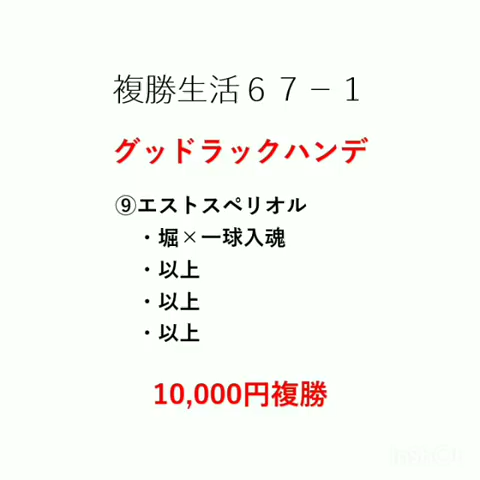 複勝生活６７－１
グッドラックハンデ
⑨エストスペリオル
・堀×一球入魂
・以上
・以上
・以上
10,000円複勝